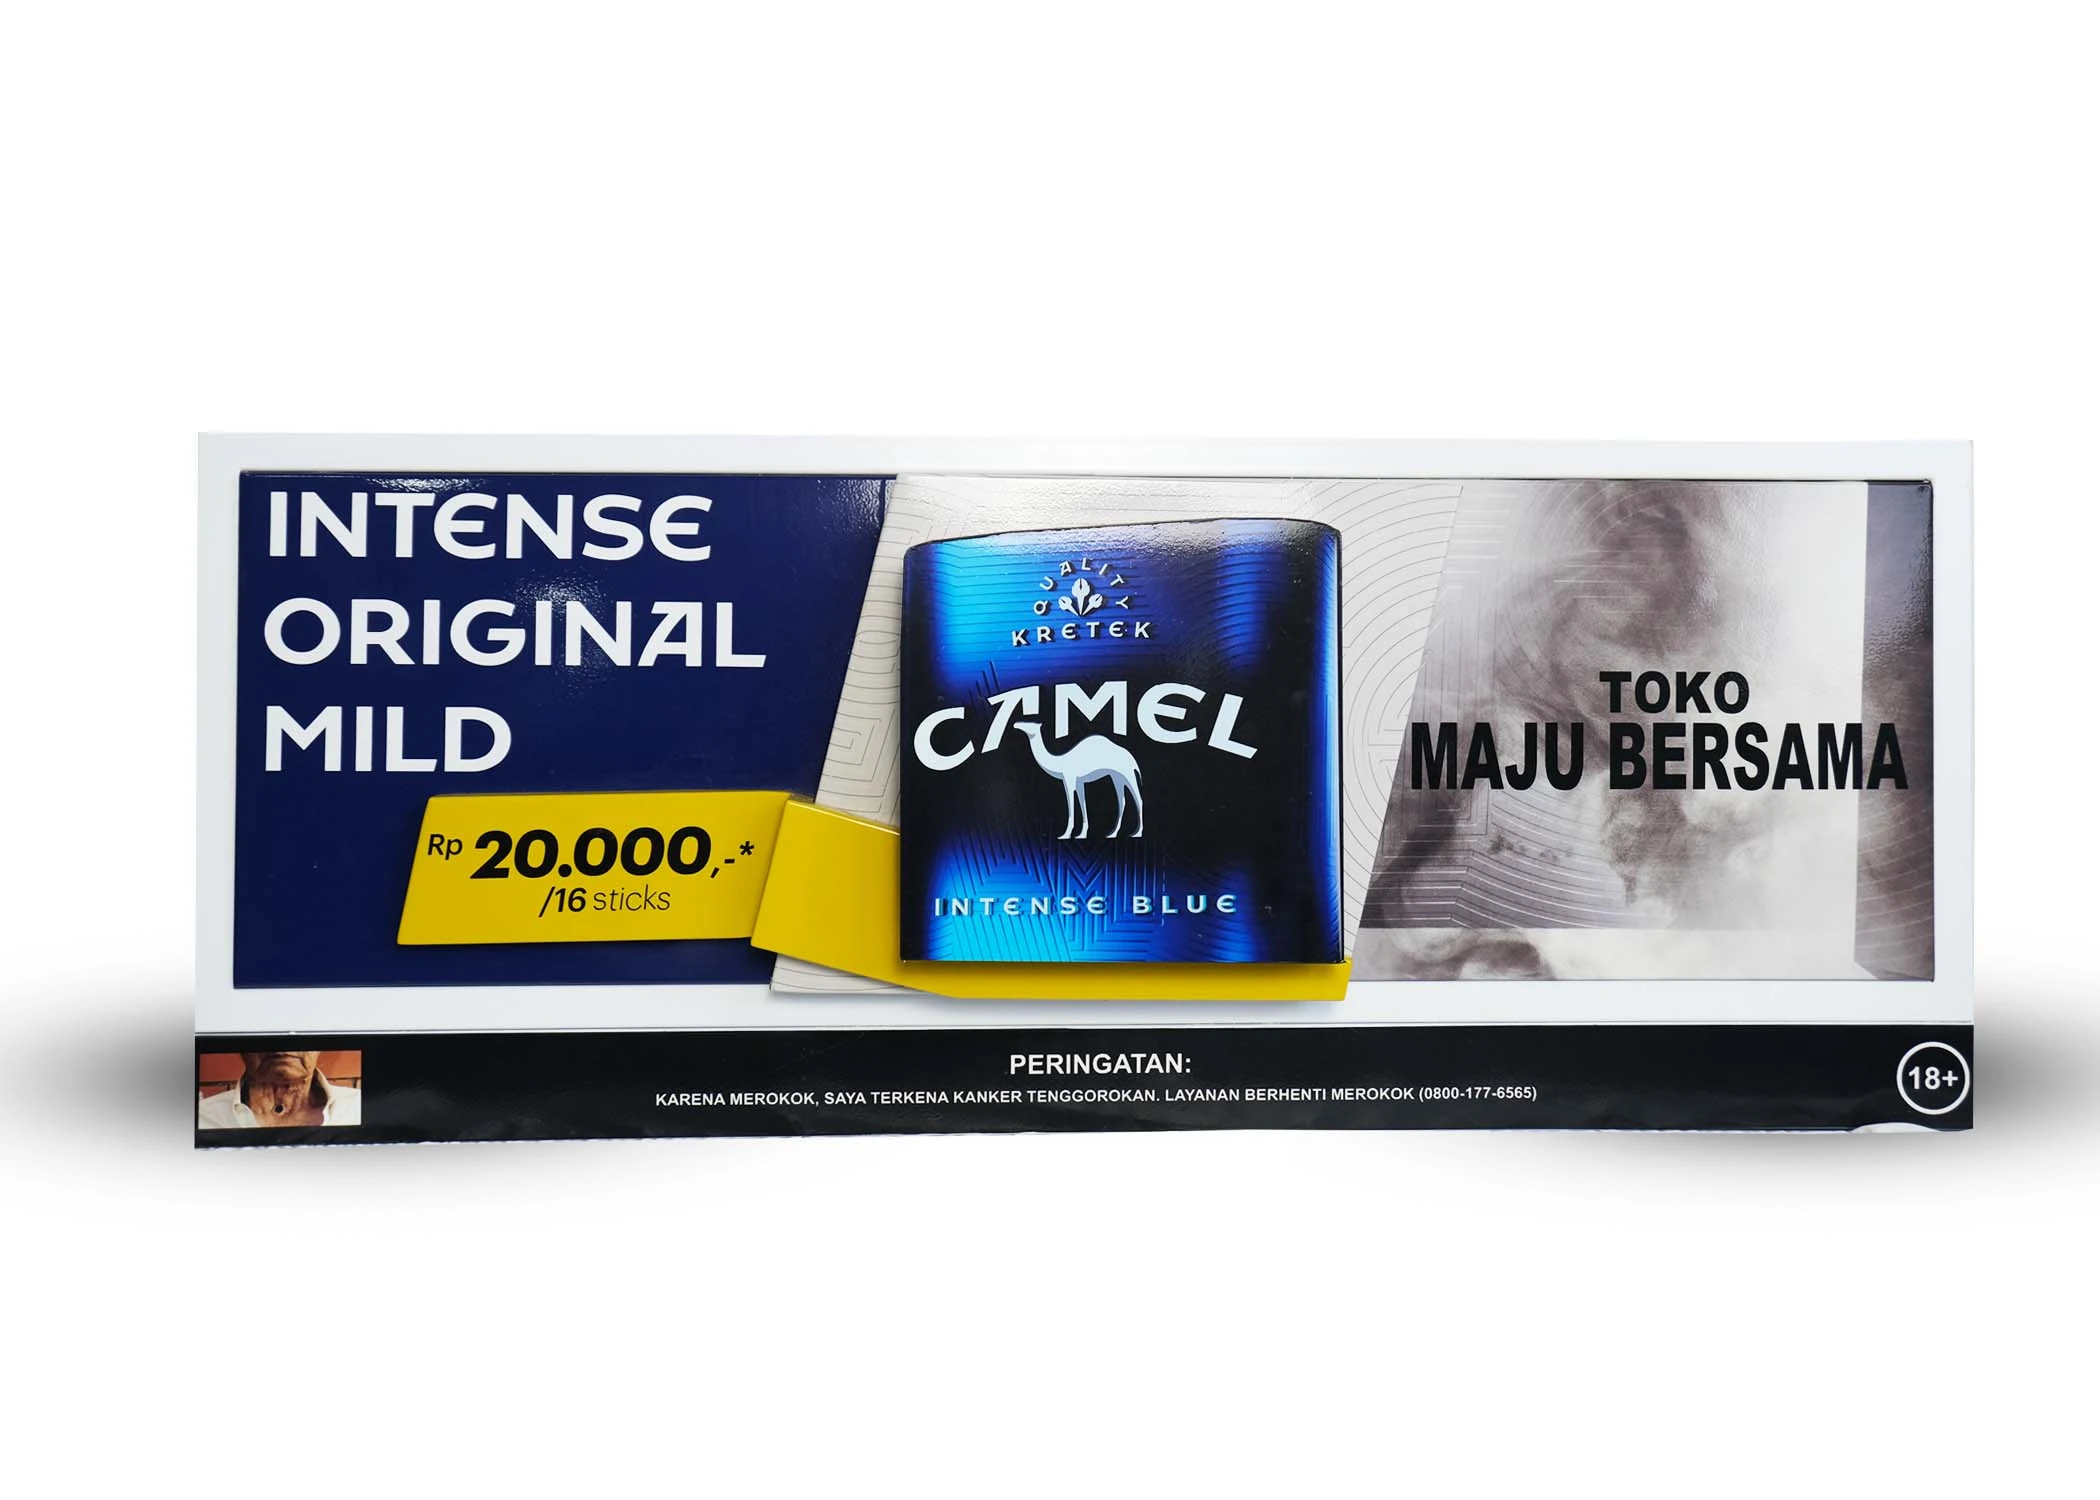 INTENSE
ORIGINAL
MILD
Rp 20.000,-*
/16 sticks
QUALITY
KRETEK
CAMEL
INTENSE BLUE
TOKO
MAJU BERSAMA
PERINGATAN:
KARENA MEROKOK, SAYA TERKENA KANKER TENGGOROKAN. LAYANAN BERHENTI MEROKOK (0800-177-6565)
18+